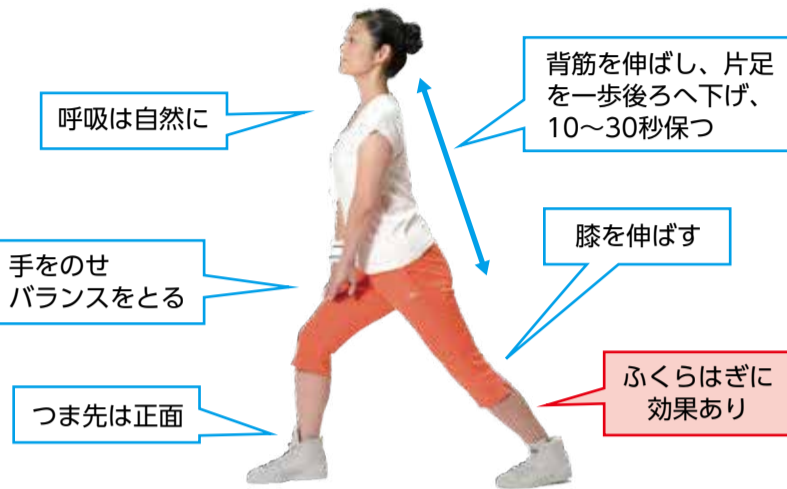 背筋を伸ばし、片足
を一歩後ろへ下げ、
10〜30秒保つ
呼吸は自然に
膝を伸ばす
手をのせ
バランスをとる
ふくらはぎに
効果あり
つま先は正面